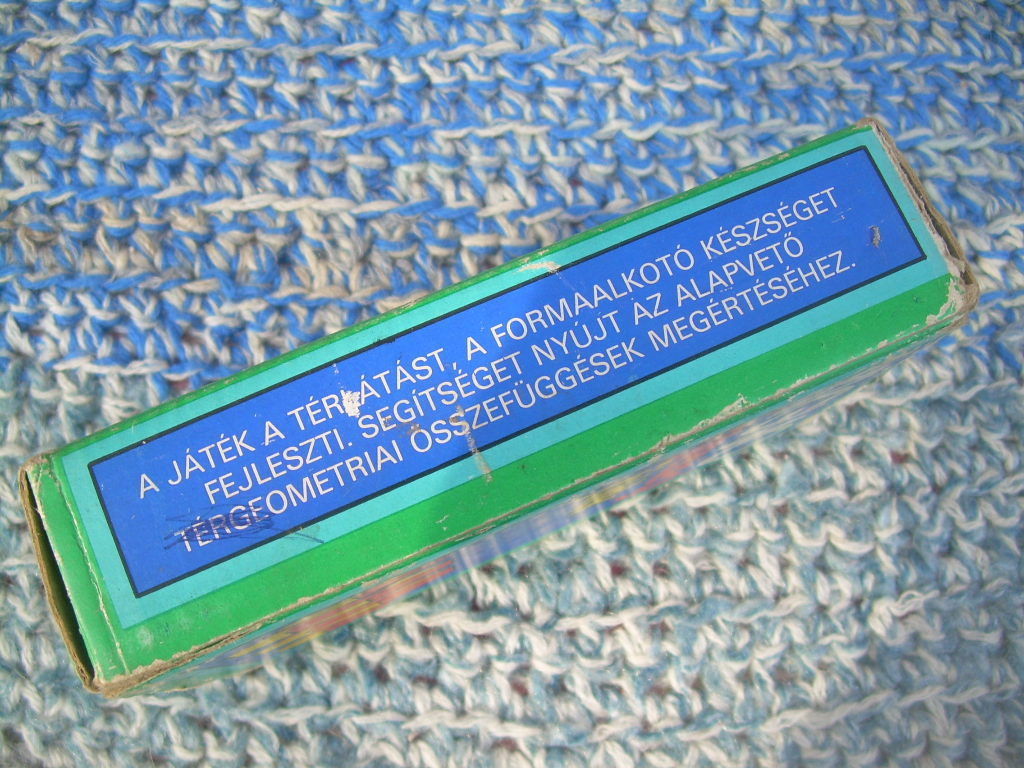 A JÁTÉK A TÉRLÁTÁST, A FORMAALKOTÓ KÉSZSÉGET
FEJLESZTI. SEGÍTSÉGET NYÚJT AZ ALAPVETŐ
TÉRGEOMETRIAI ÖSSZEFÜGGÉSEK MEGÉRTÉSÉHEZ.